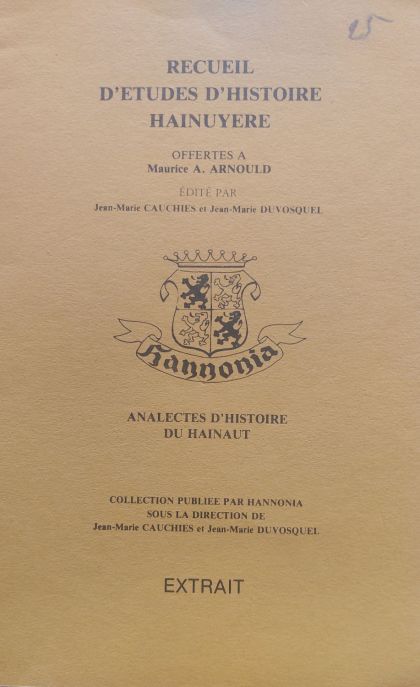 25
RECUEIL
D'ETUDES D'HISTOIRE
HAINUYERE
OFFERTES A
Maurice A. ARNOULD
ÉDITÉ PAR
Jean-Marie CAUCHIES et Jean-Marie DUVOSQUEL
Hannonia
ANALECTES D'HISTOIRE
DU HAINAUT
COLLECTION PUBLIEE PAR HANNONIA
SOUS LA DIRECTION DE
Jean-Marie CAUCHIES et Jean-Marie DUVOSQUEL
EXTRAIT